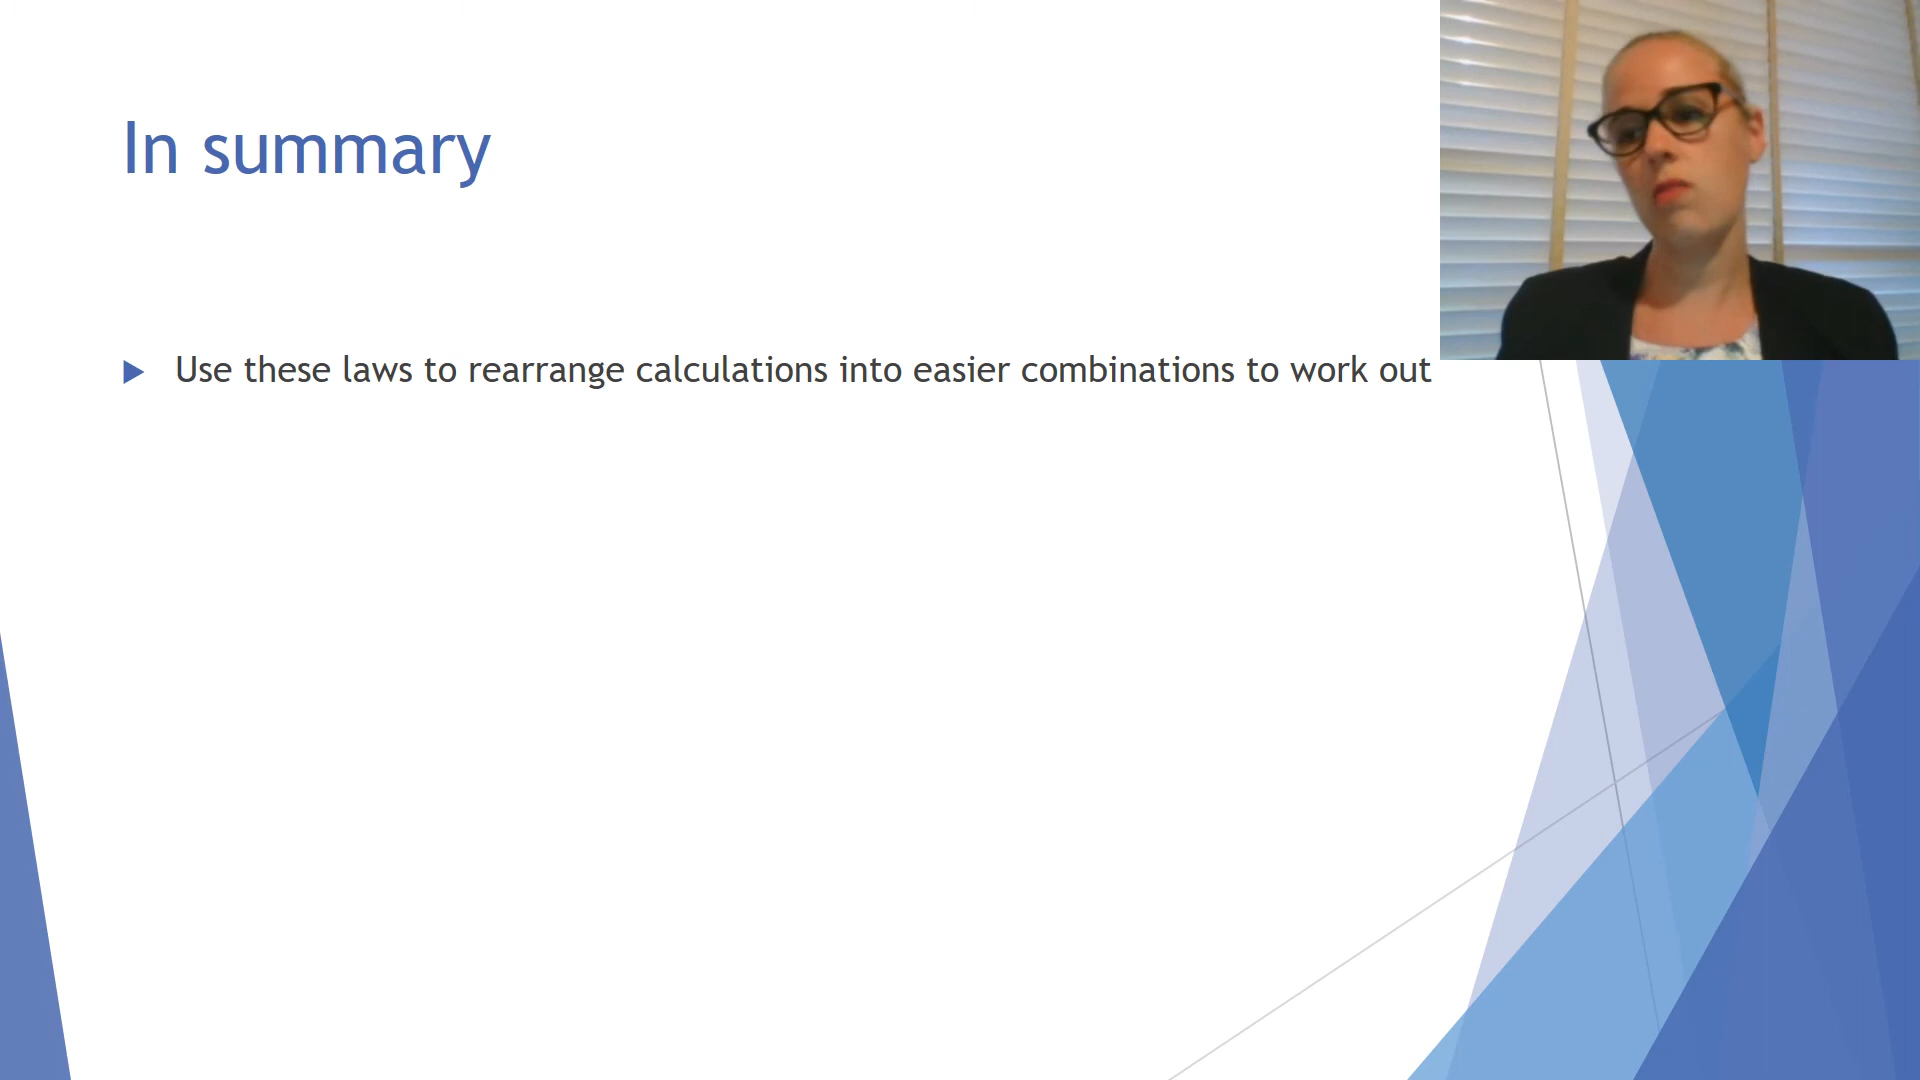 In summary
Use these laws to rearrange calculations into easier combinations to work out